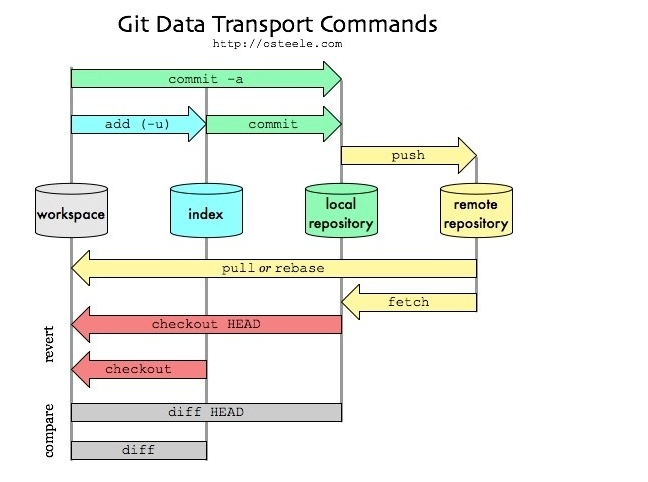 Git Data Transport Commands
http://osteele.com
commit -a
add (-u)
commit
push
workspace
index
local
repository
remote
repository
pull or rebase
fetch
revert
checkout HEAD
checkout
compare
diff HEAD
diff